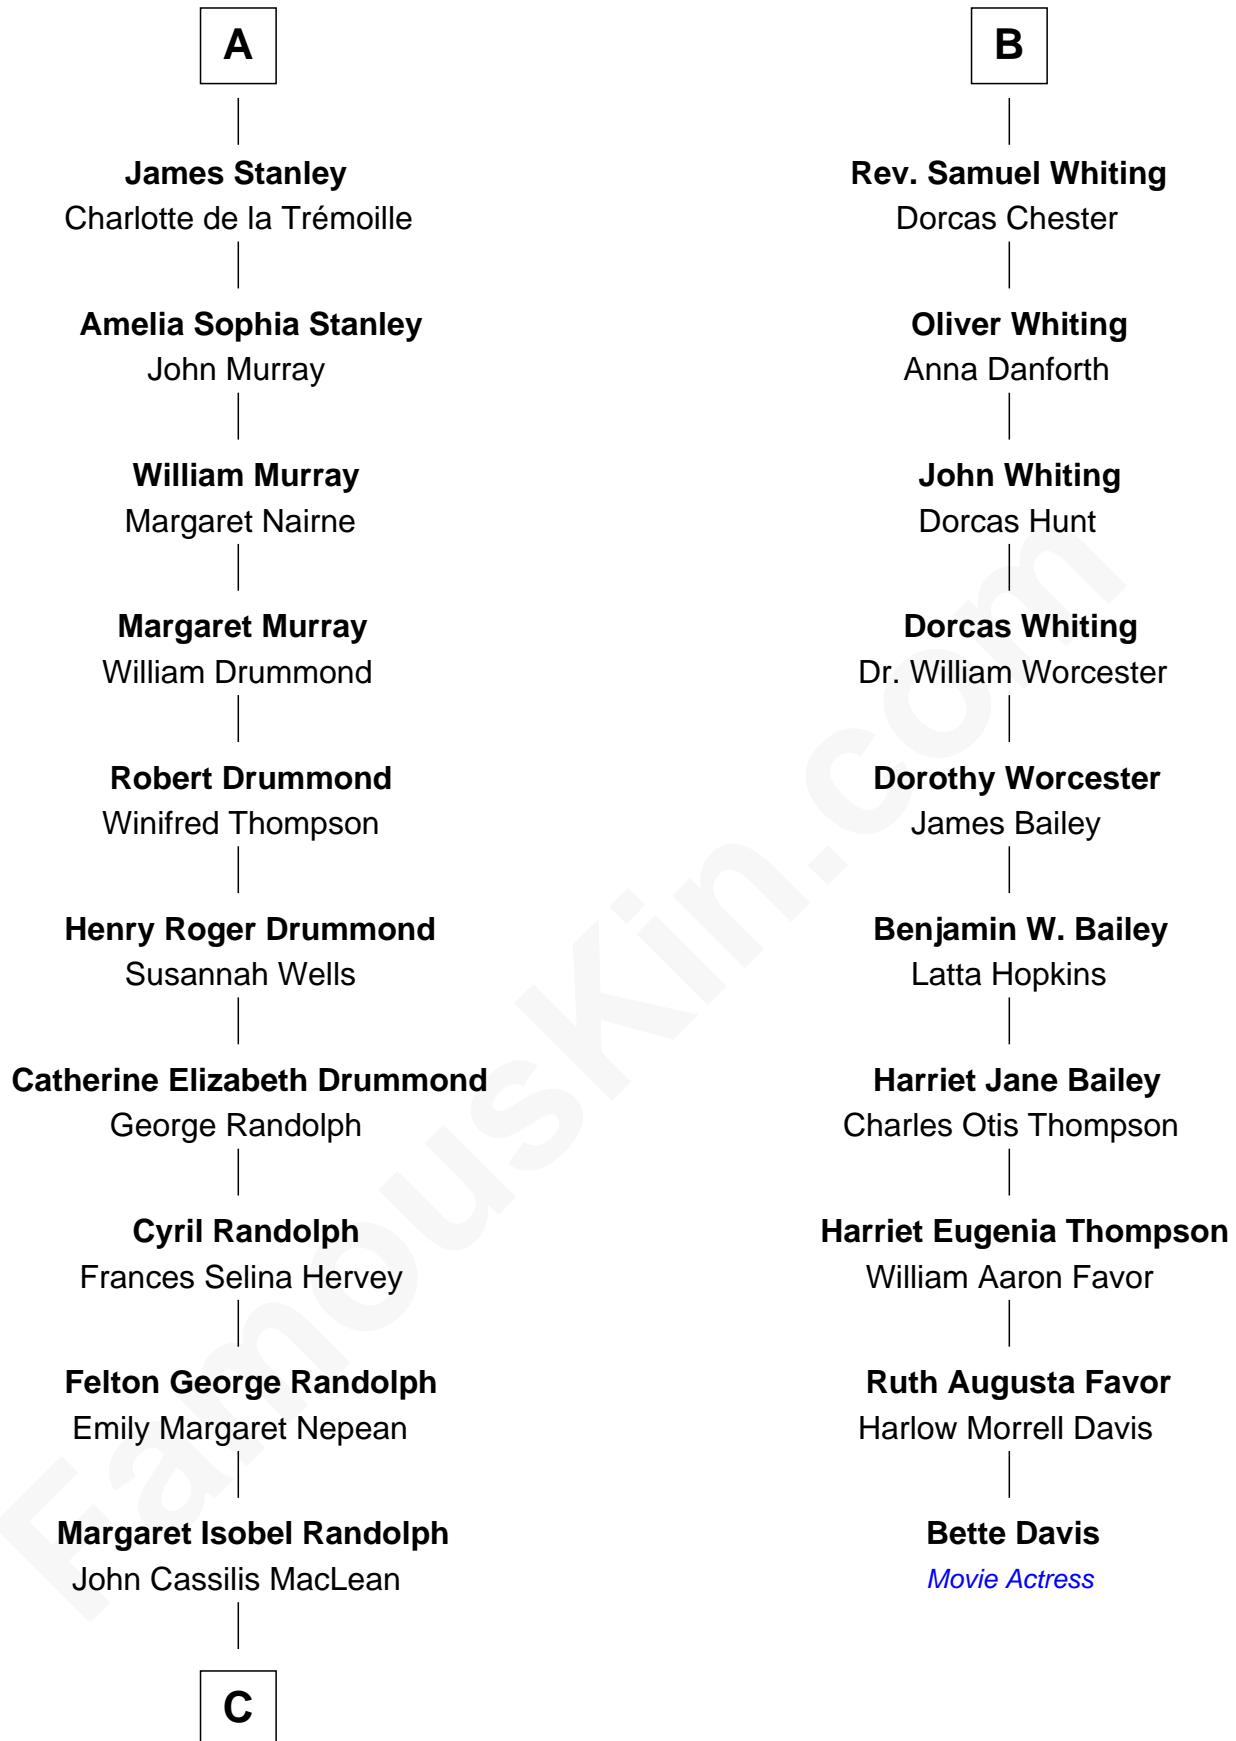 A
James Stanley
Charlotte de la Trémoille
Amelia Sophia Stanley
John Murray
William Murray
Margaret Nairne
Margaret Murray
William Drummond
Robert Drummond
Winifred Thompson
Henry Roger Drummond
Susannah Wells
Catherine Elizabeth Drummond
George Randolph
Cyril Randolph
Frances Selina Hervey
Felton George Randolph
Emily Margaret Nepean
Margaret Isobel Randolph
John Cassilis MacLean
C
B
Rev. Samuel Whiting
Dorcas Chester
Oliver Whiting
Anna Danforth
John Whiting
Dorcas Hunt
Dorcas Whiting
Dr. William Worcester
Dorothy Worcester
James Bailey
Benjamin W. Bailey
Latta Hopkins
Harriet Jane Bailey
Charles Otis Thompson
Harriet Eugenia Thompson
William Aaron Favor
Ruth Augusta Favor
Harlow Morrell Davis
Bette Davis
Movie Actress
FamousKin.com